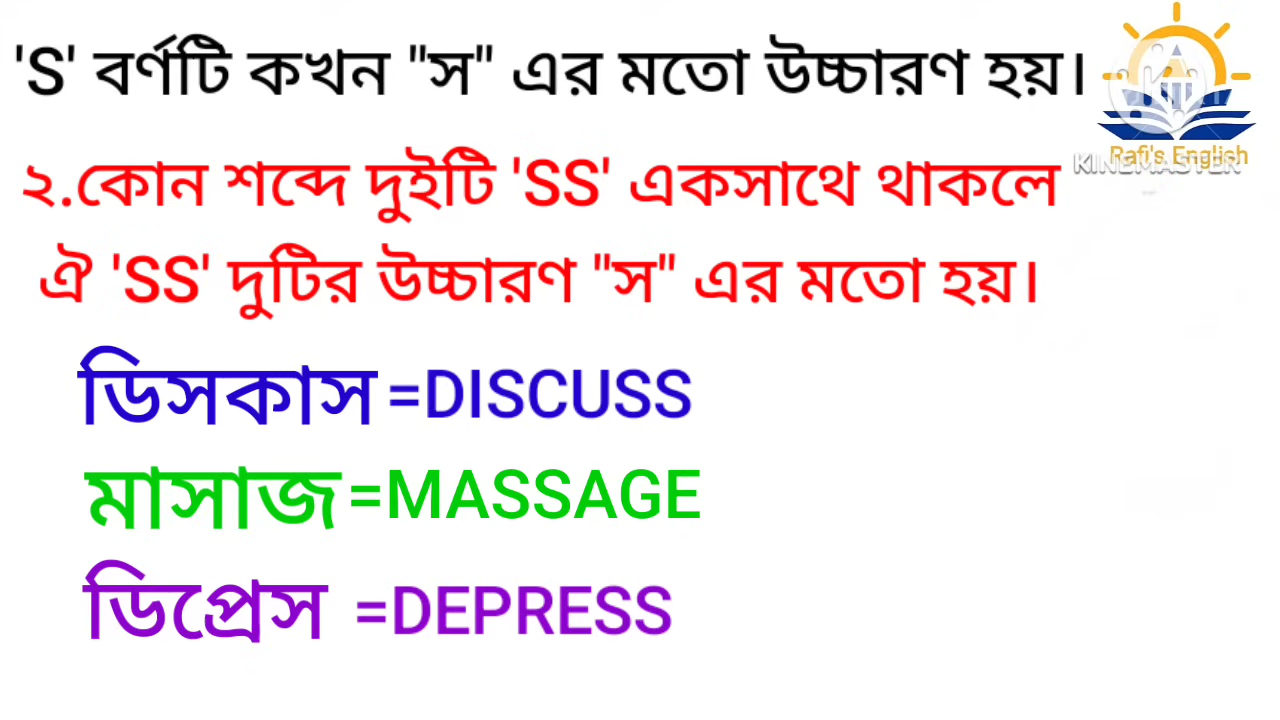 'S' বর্ণটি কখন "স" এর মতো উচ্চারণ হয়।
Rafi's English
KINEMASTER
২.কোন শব্দে দুইটি 'SS' একসাথে থাকলে
ঐ 'SS' দুটির উচ্চারণ "স" এর মতো হয়।
ডিসকাস =DISCUSS
মাসাজ=MASSAGE
ডিপ্রেস =DEPRESS